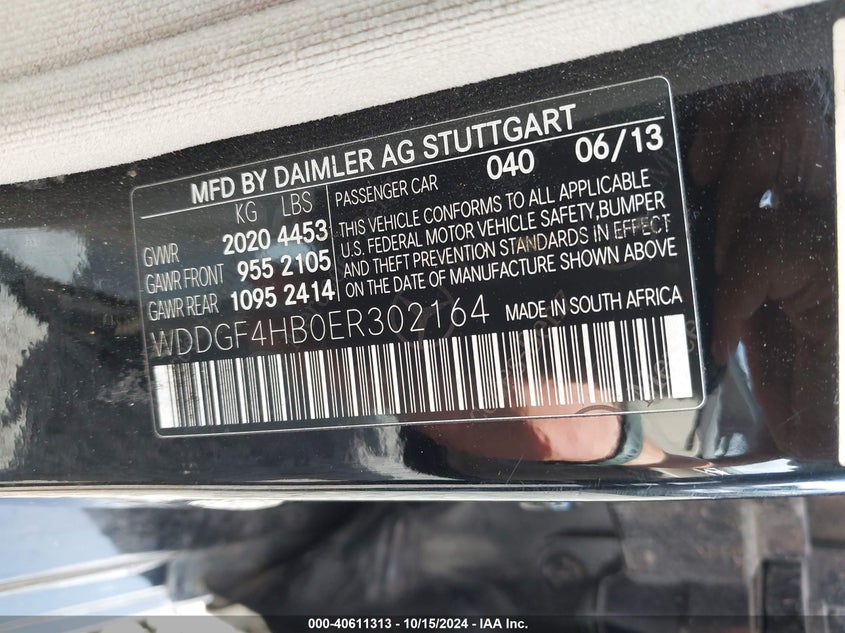 MFD BY DAIMLER AG STUTTGART
KG LBS
GVWR 2020 4453
GAWR FRONT 955 2105
GAWR REAR 1095 2414
PASSENGER CAR 040 06/13
THIS VEHICLE CONFORMS TO ALL APPLICABLE
U.S. FEDERAL MOTOR VEHICLE SAFETY,BUMPER
AND THEFT PREVENTION STANDARDS IN EFFECT
ON THE DATE OF MANUFACTURE SHOWN ABOVE
WDDGF4HB0ER302164 MADE IN SOUTH AFRICA
000-40611313 - 10/15/2024 - IAA Inc.